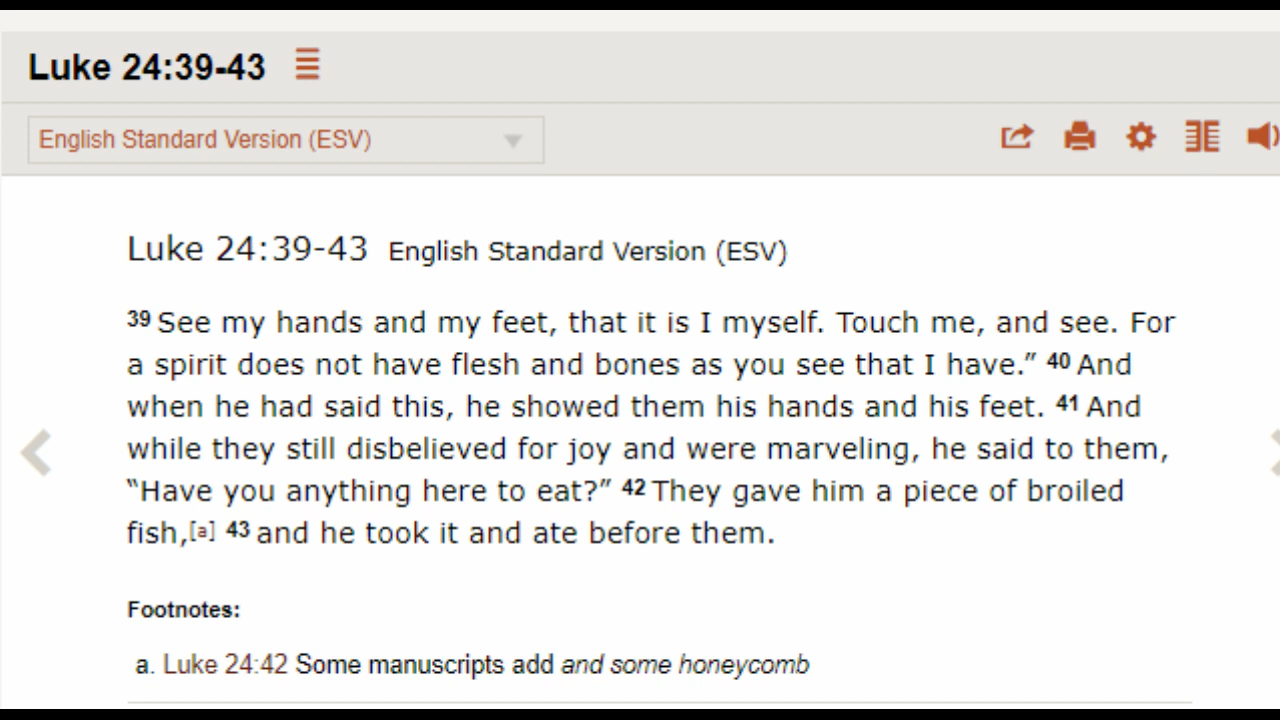 Luke 24:39-43
English Standard Version (ESV)
Luke 24:39-43 English Standard Version (ESV)
39 See my hands and my feet, that it is I myself. Touch me, and see. For
a spirit does not have flesh and bones as you see that I have.” 40 And
when he had said this, he showed them his hands and his feet. 41 And
while they still disbelieved for joy and were marveling, he said to them,
“Have you anything here to eat?” 42 They gave him a piece of broiled
fish,[a] 43 and he took it and ate before them.
Footnotes:
a. Luke 24:42 Some manuscripts add and some honeycomb